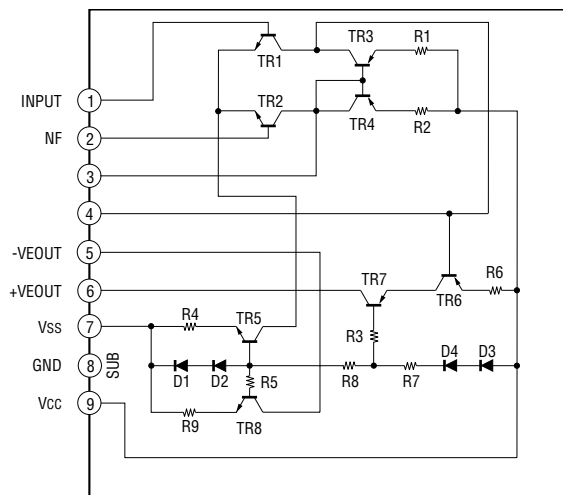 TR3
R1
TR1
INPUT 1
TR2
TR4
R2
NF 2
3
4
-VEOUT 5
TR7
R6
+VEOUT 6
TR6
R4
TR5
Vss 7
R3
D4
D3
GND 8
SUB
D1
D2
R5
R8
R7
Vcc 9
R9
TR8